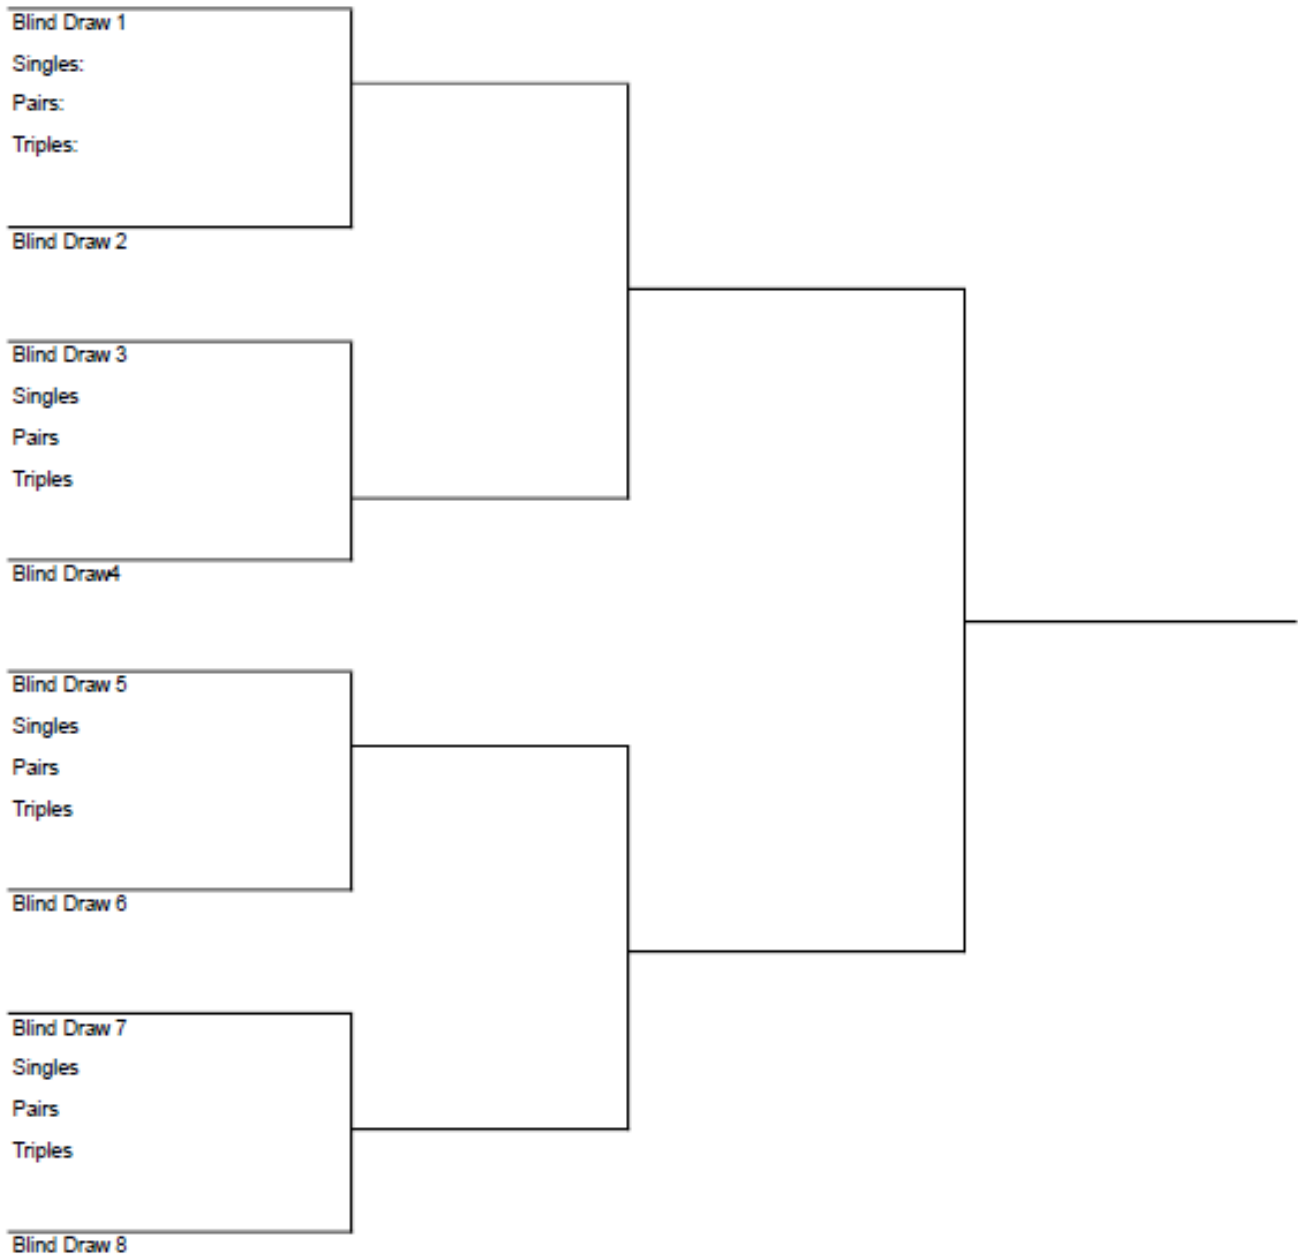 Blind Draw 1
Singles:
Pairs:
Triples:
Blind Draw 2
Blind Draw 3
Singles
Pairs
Triples
Blind Draw4
Blind Draw 5
Singles
Pairs
Triples
Blind Draw 6
Blind Draw 7
Singles
Pairs
Triples
Blind Draw 8